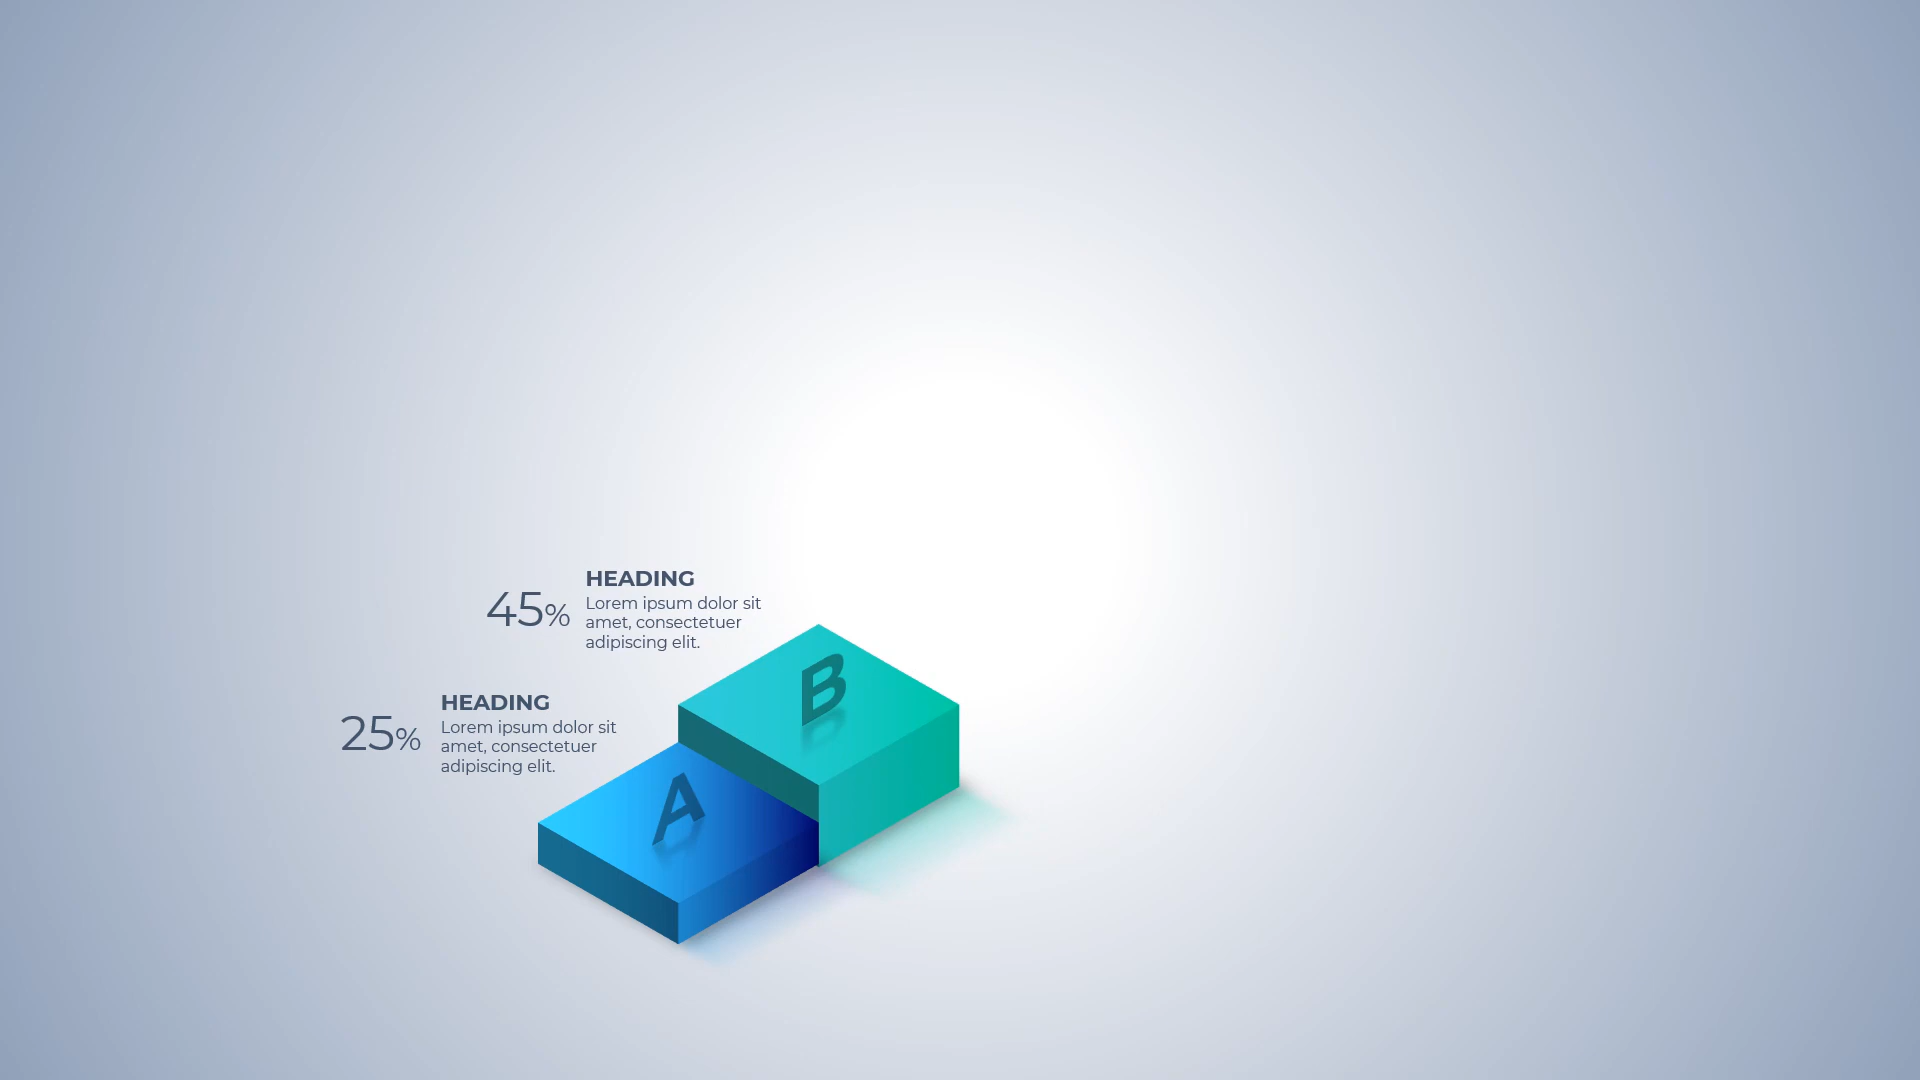 45%
HEADING
Lorem ipsum dolor sit
amet, consectetuer
adipiscing elit.
B
25%
HEADING
Lorem ipsum dolor sit
amet, consectetuer
adipiscing elit.
A